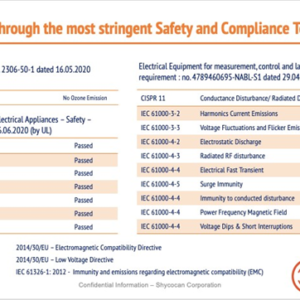 hrough the most stringent Safety and Compliance Te
2306-50-1 dated 16.05.2020
No Ozone Emission
lectrical Appliances – Safety –
.06.2020 (by UL)
Passed
Passed
Passed
Passed
Passed
Passed
Passed
Electrical Equipment for measurement, control and la
requirement : no.4789460695-NABL-S1 dated 29.04
CISPR 11 Conductance Disturbance/ Radiated D
IEC 61000-3-2 Harmonics Current Emissions
IEC 61000-3-3 Voltage Fluctuations and Flicker Emis
IEC 61000-4-2 Electrostatic Discharge
IEC 61000-4-3 Radiated RF disturbance
IEC 61000-4-4 Electrical Fast Transient
IEC 61000-4-5 Surge Immunity
IEC 61000-4-4 Immunity to conducted disturbance
IEC 61000-4-4 Power Frequency Magnetic Field
IEC 61000-4-4 Voltage Dips & Short Interruptions
2014/30/EU – Electromagnetic Compatibility Directive
2014/30/EU – Low Voltage Directive
IEC 61326-1: 2012 - Immunity and emissions regarding electromagnetic compatibility (EMC)
Confidential Information – Shycocan Corporation